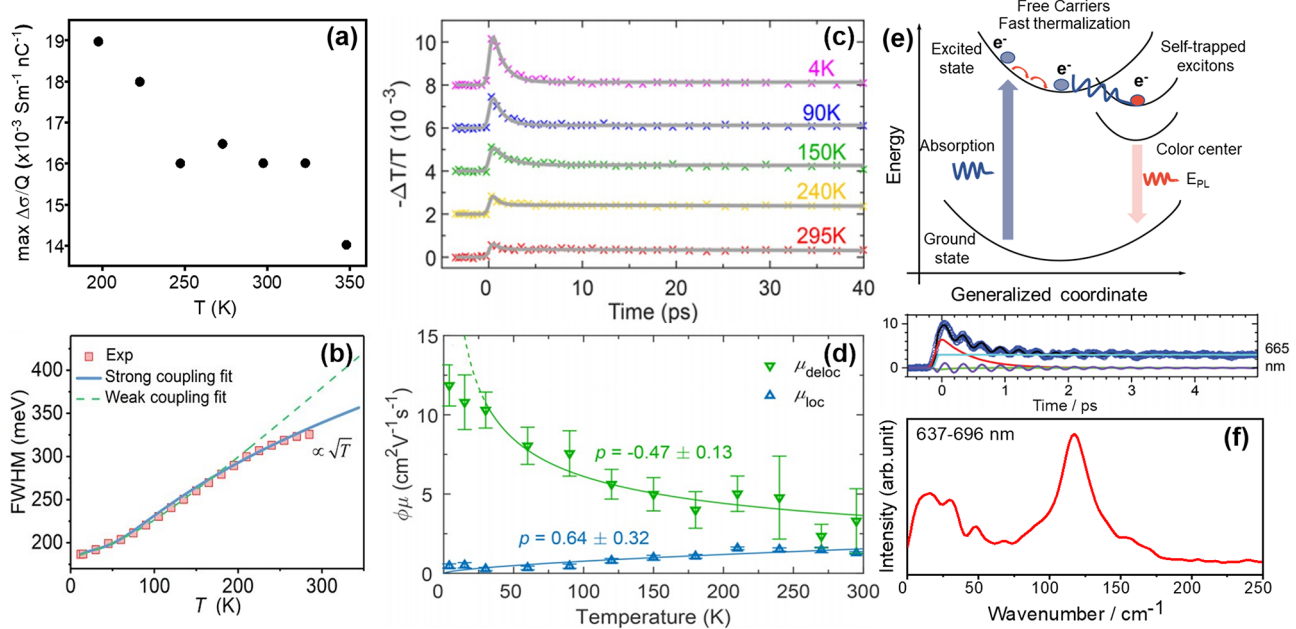 (a)
max Δσ/Q (x10⁻³ Sm⁻¹ nC⁻¹)
19
18
17
16
15
14
200
250
300
350
T (K)
(b)
FWHM (meV)
400
350
300
250
200
Exp
Strong coupling fit
Weak coupling fit
∝√T
0
100
200
300
T (K)
(c)
-ΔT/T (10⁻³)
10
8
6
4
2
0
4K
90K
150K
240K
295K
0
10
20
30
40
Time (ps)
(d)
ϕμ (cm²V⁻¹s⁻¹)
15
10
5
0
μdeloc
μloc
p = -0.47 ± 0.13
p = 0.64 ± 0.32
50
100
150
200
250
300
Temperature (K)
(e)
Free Carriers
Fast thermalization
Excited
state
e⁻
e⁻
e⁻
Self-trapped
excitons
Energy
Absorption
Color center
EPL
Ground
state
Generalized coordinate
10
0
665
nm
0
1
2
3
4
Time / ps
637-696 nm
(f)
Intensity (arb.unit)
0
50
100
150
200
250
Wavenumber / cm⁻¹